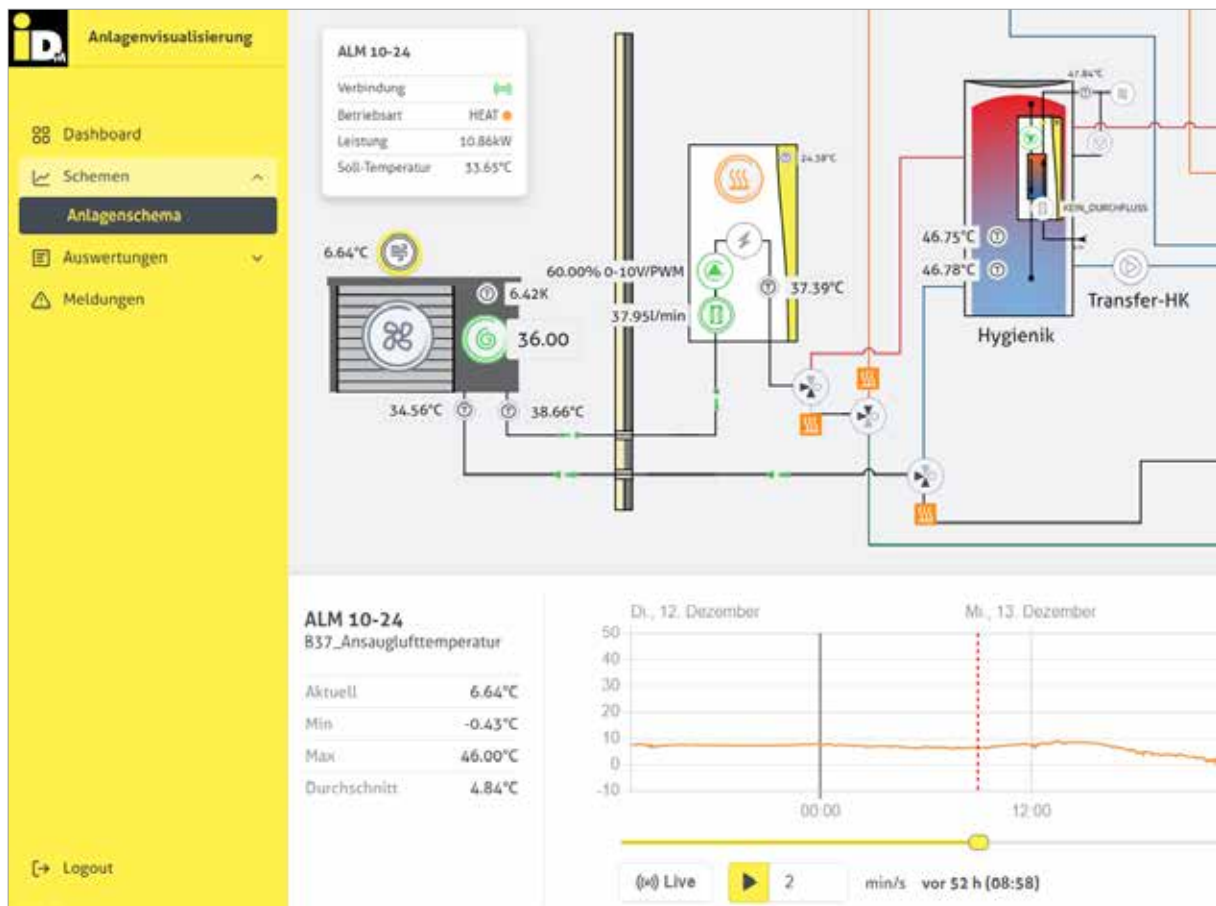 iDM
Anlagenvisualisierung
Dashboard
Schemen
Anlagenschema
Auswertungen
Meldungen
Logout
ALM 10-24
Verbindung
Betriebsart HEAT
Leistung 10.86kW
Soll-Temperatur 33.65°C
6.64°C
6.42K
36.00
34.56°C
38.66°C
60.00% 0-10V/PWM
37.95l/min
24.58°C
37.39°C
47.84°C
KEIN_DURCHFLUSS
46.75°C
46.78°C
Transfer-HK
Hygienik
ALM 10-24
B37_Ansauglufttemperatur
Aktuell 6.64°C
Min -0.43°C
Max 46.00°C
Durchschnitt 4.84°C
Di., 12. Dezember
Mi., 13. Dezember
50
40
30
20
10
0
-10
00:00
12:00
Live
2
min/s
vor 52 h (08:58)